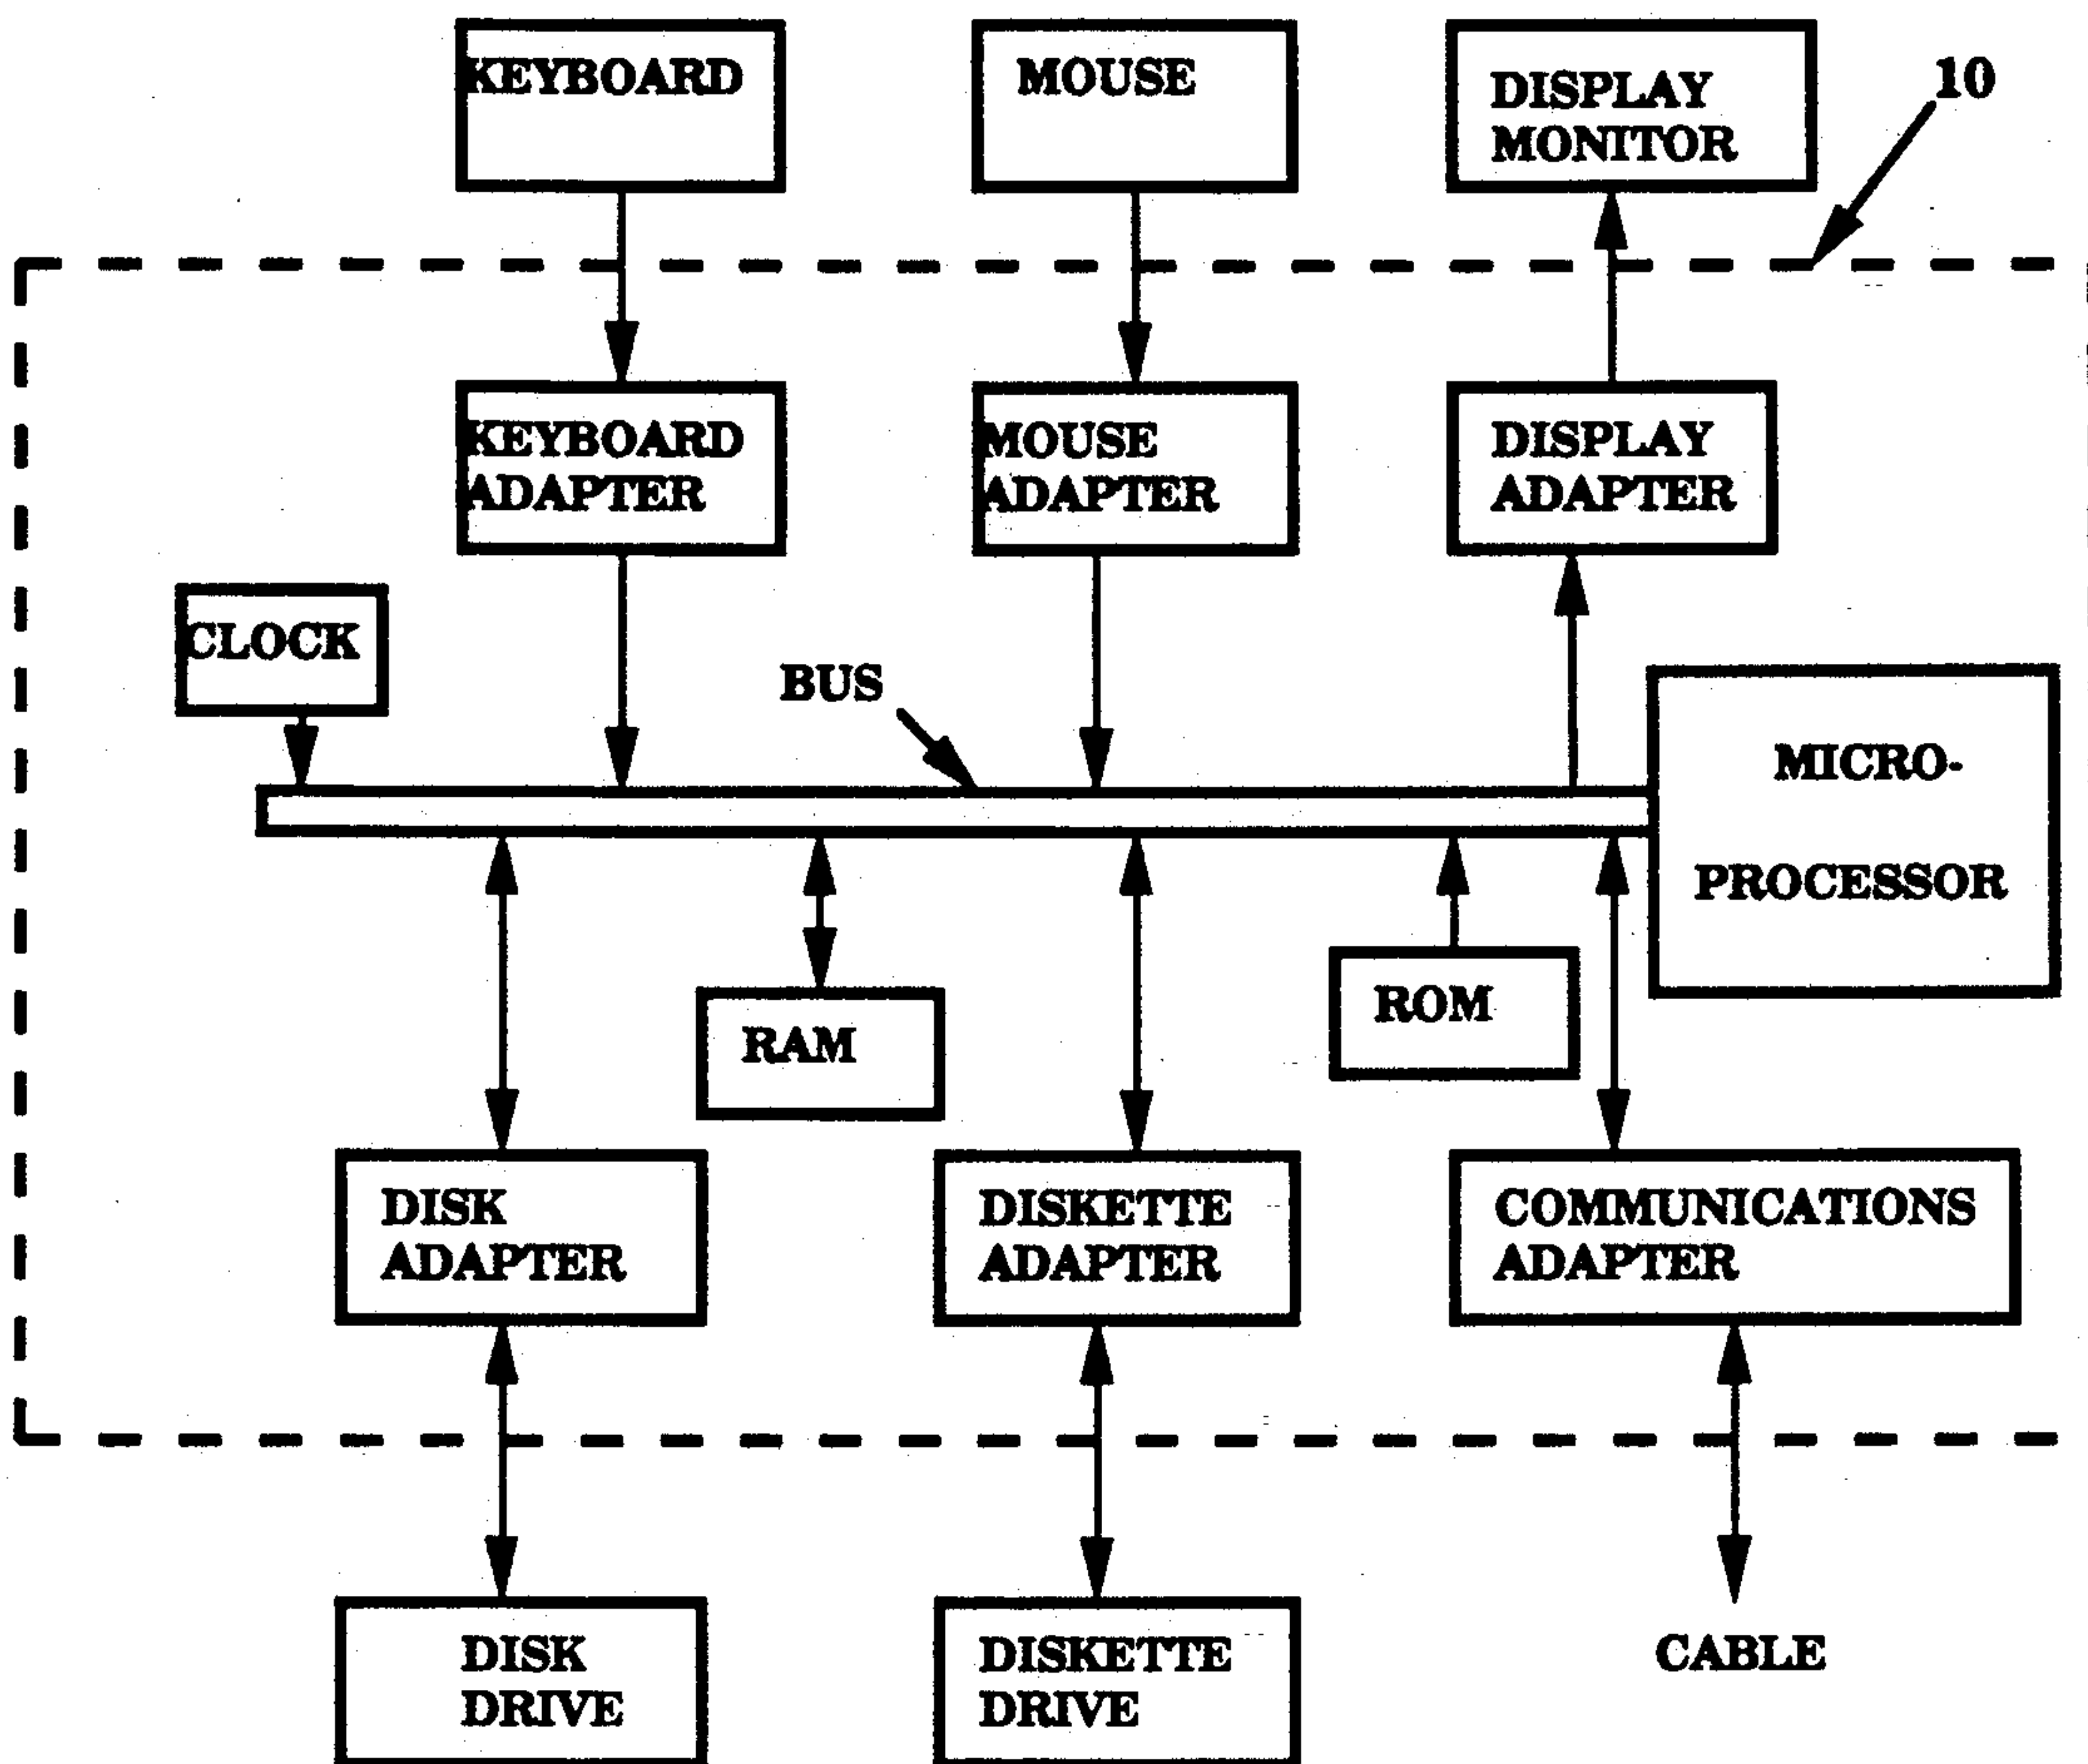 KEYBOARD
MOUSE
DISPLAY
MONITOR
10
KEYBOARD
ADAPTER
MOUSE
ADAPTER
DISPLAY
ADAPTER
CLOCK
BUS
MICRO-
PROCESSOR
RAM
ROM
DISK
ADAPTER
DISKETTE
ADAPTER
COMMUNICATIONS
ADAPTER
DISK
DRIVE
DISKETTE
DRIVE
CABLE